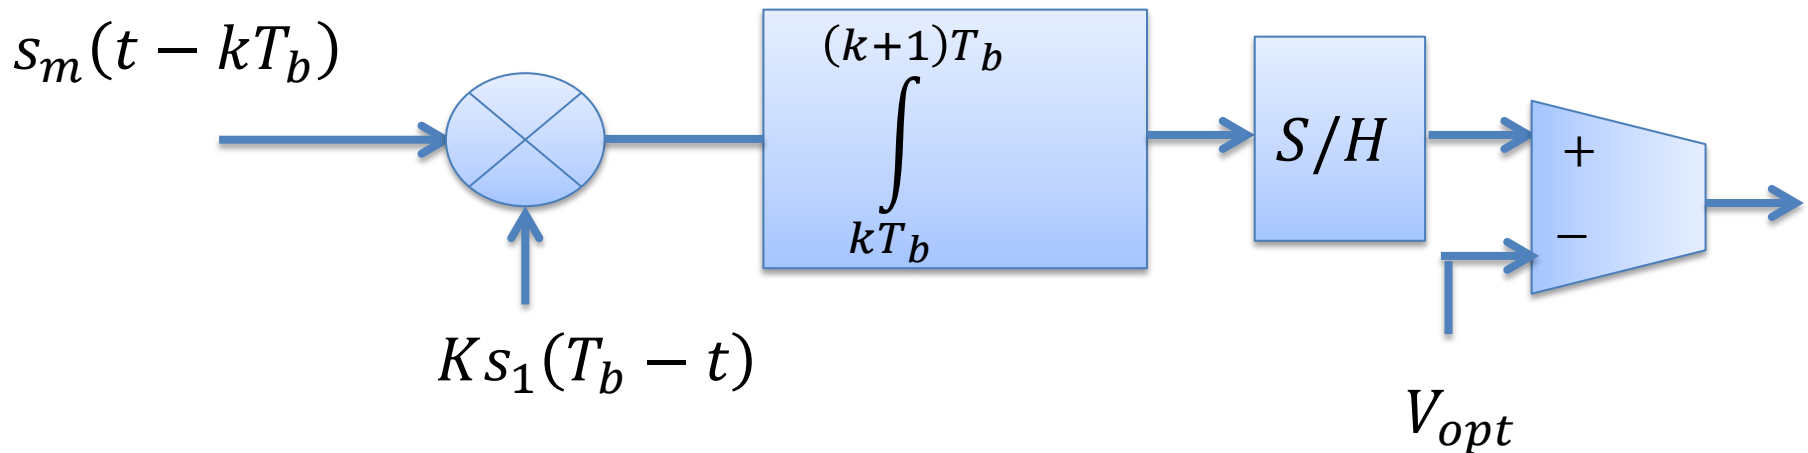 s_m(t − kT_b)
(k+1)T_b
∫
kT_b
S/H
+
−
Ks_1(T_b − t)
V_opt